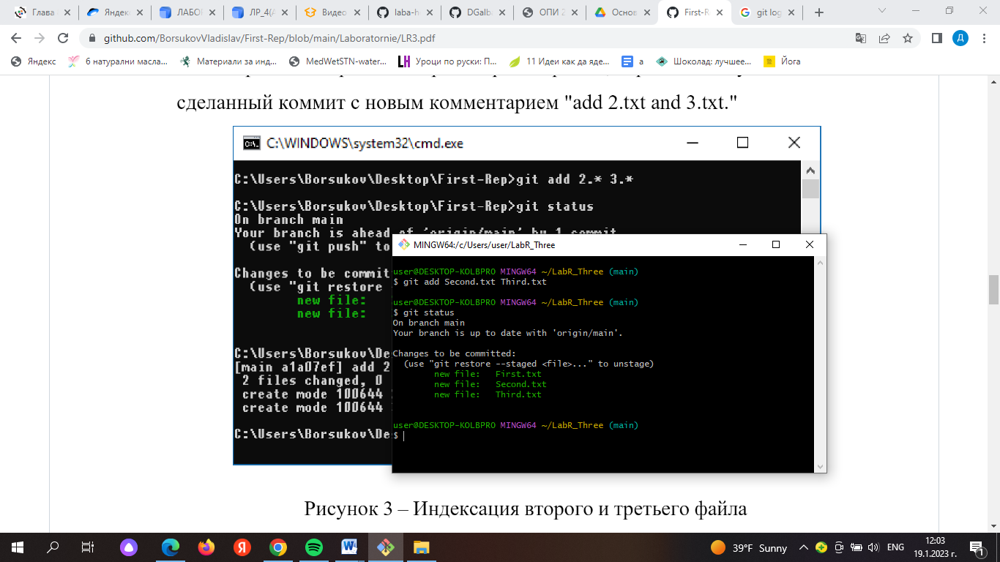 Глава
Яндекс
ЛАБОР
ЛР_4(A
Видео
laba-h
DGalba
ОПИ 2
Основ
First-R
git log
github.com/BorsukovVladislav/First-Rep/blob/main/Laboratornie/LR3.pdf
Д
Яндекс
6 натурални масла...
Материали за инд...
MedWetSTN-water...
Уроци по руски: П...
11 Идеи как да яде...
а
Шоколад: лучшее...
Йога
сделанный коммит с новым комментарием "add 2.txt and 3.txt."
C:\WINDOWS\system32\cmd.exe
C:\Users\Borsukov\Desktop\First-Rep>git add 2.* 3.*
C:\Users\Borsukov\Desktop\First-Rep>git status
On branch main
Your branch is ahead of 'origin/main' by 1 commit
(use "git push" to
Changes to be commit
(use "git restore
new file:
new file:
C:\Users\Borsukov\De
[main a1a07ef] add 2
2 files changed, 0
create mode 100644
create mode 100644
C:\Users\Borsukov\De
MINGW64:/c/Users/user/LabR_Three
user@DESKTOP-KOLBPRO MINGW64 ~/LabR_Three (main)
$ git add Second.txt Third.txt
user@DESKTOP-KOLBPRO MINGW64 ~/LabR_Three (main)
$ git status
On branch main
Your branch is up to date with 'origin/main'.
Changes to be committed:
(use "git restore --staged <file>..." to unstage)
new file: First.txt
new file: Second.txt
new file: Third.txt
user@DESKTOP-KOLBPRO MINGW64 ~/LabR_Three (main)
$
Рисунок 3 – Индексация второго и третьего файла
39°F Sunny
ENG
12:03
19.1.2023 г.
1